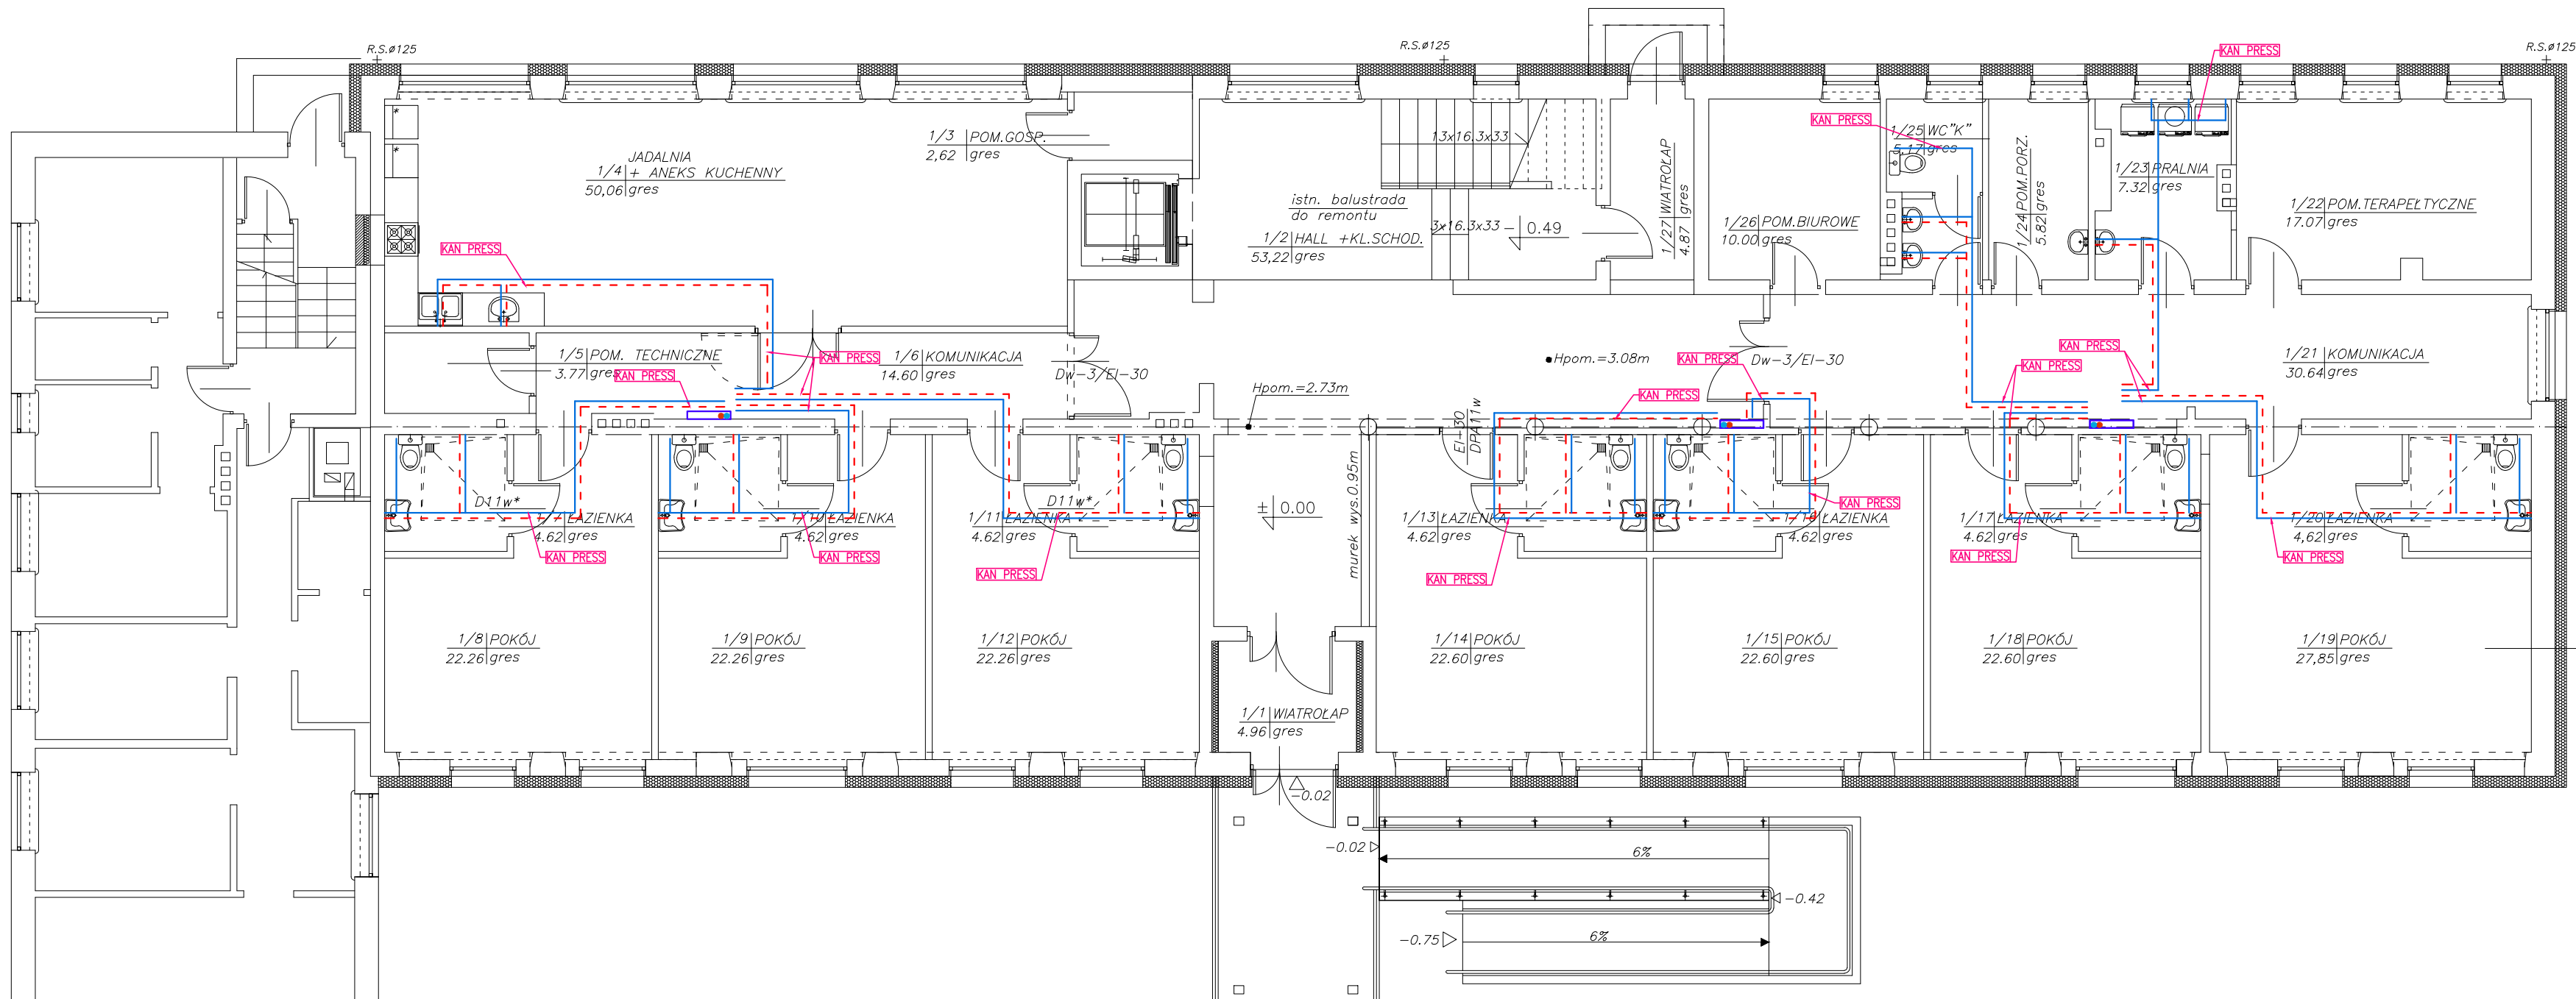 R.S.ø125
R.S.ø125
R.S.ø125
KAN PRESS
KAN PRESS
1/3 POM.GOSP.
2,62 gres
JADALNIA
1/4 + ANEKS KUCHENNY
50,06 gres
13x16.3x33
1/27 WIATROŁAP
4.87 gres
1/25 WC"K"
5,17 gres
1/24 POM.PORZ.
5.82 gres
1/23 PRALNIA
7.32 gres
istn. balustrada
do remontu
1/2 HALL +KL.SCHOD.
53,22 gres
3x16.3x33
- 0.49
1/26 POM.BIUROWE
10.00 gres
1/22 POM.TERAPEŁTYCZNE
17.07 gres
KAN PRESS
1/5 POM. TECHNICZNE
3.77 gres
KAN PRESS
KAN PRESS
1/6 KOMUNIKACJA
14.60 gres
Dw-3/EI-30
Hpom.=2.73m
Hpom.=3.08m
KAN PRESS
Dw-3/EI-30
KAN PRESS
KAN PRESS
KAN PRESS
1/21 KOMUNIKACJA
30.64 gres
EI-30
DPA11w
murek wys.0.95m
D11w*
1/7 ŁAZIENKA
4.62 gres
KAN PRESS
1/10 ŁAZIENKA
4.62 gres
KAN PRESS
D11w*
1/11 ŁAZIENKA
4.62 gres
KAN PRESS
± 0.00
1/13 ŁAZIENKA
4.62 gres
KAN PRESS
KAN PRESS
1/16 ŁAZIENKA
4.62 gres
1/17 ŁAZIENKA
4.62 gres
KAN PRESS
1/20 ŁAZIENKA
4,62 gres
KAN PRESS
1/8 POKÓJ
22.26 gres
1/9 POKÓJ
22.26 gres
1/12 POKÓJ
22.26 gres
1/14 POKÓJ
22.60 gres
1/15 POKÓJ
22.60 gres
1/18 POKÓJ
22.60 gres
1/19 POKÓJ
27,85 gres
1/1 WIATROŁAP
4.96 gres
-0.02
-0.02
6%
-0.42
-0.75
6%